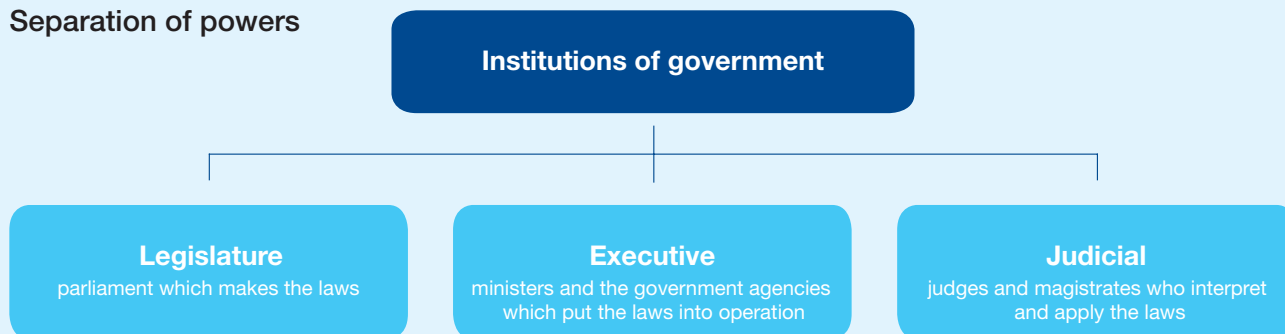 Separation of powers
Institutions of government
Legislature
parliament which makes the laws
Executive
ministers and the government agencies
which put the laws into operation
Judicial
judges and magistrates who interpret
and apply the laws